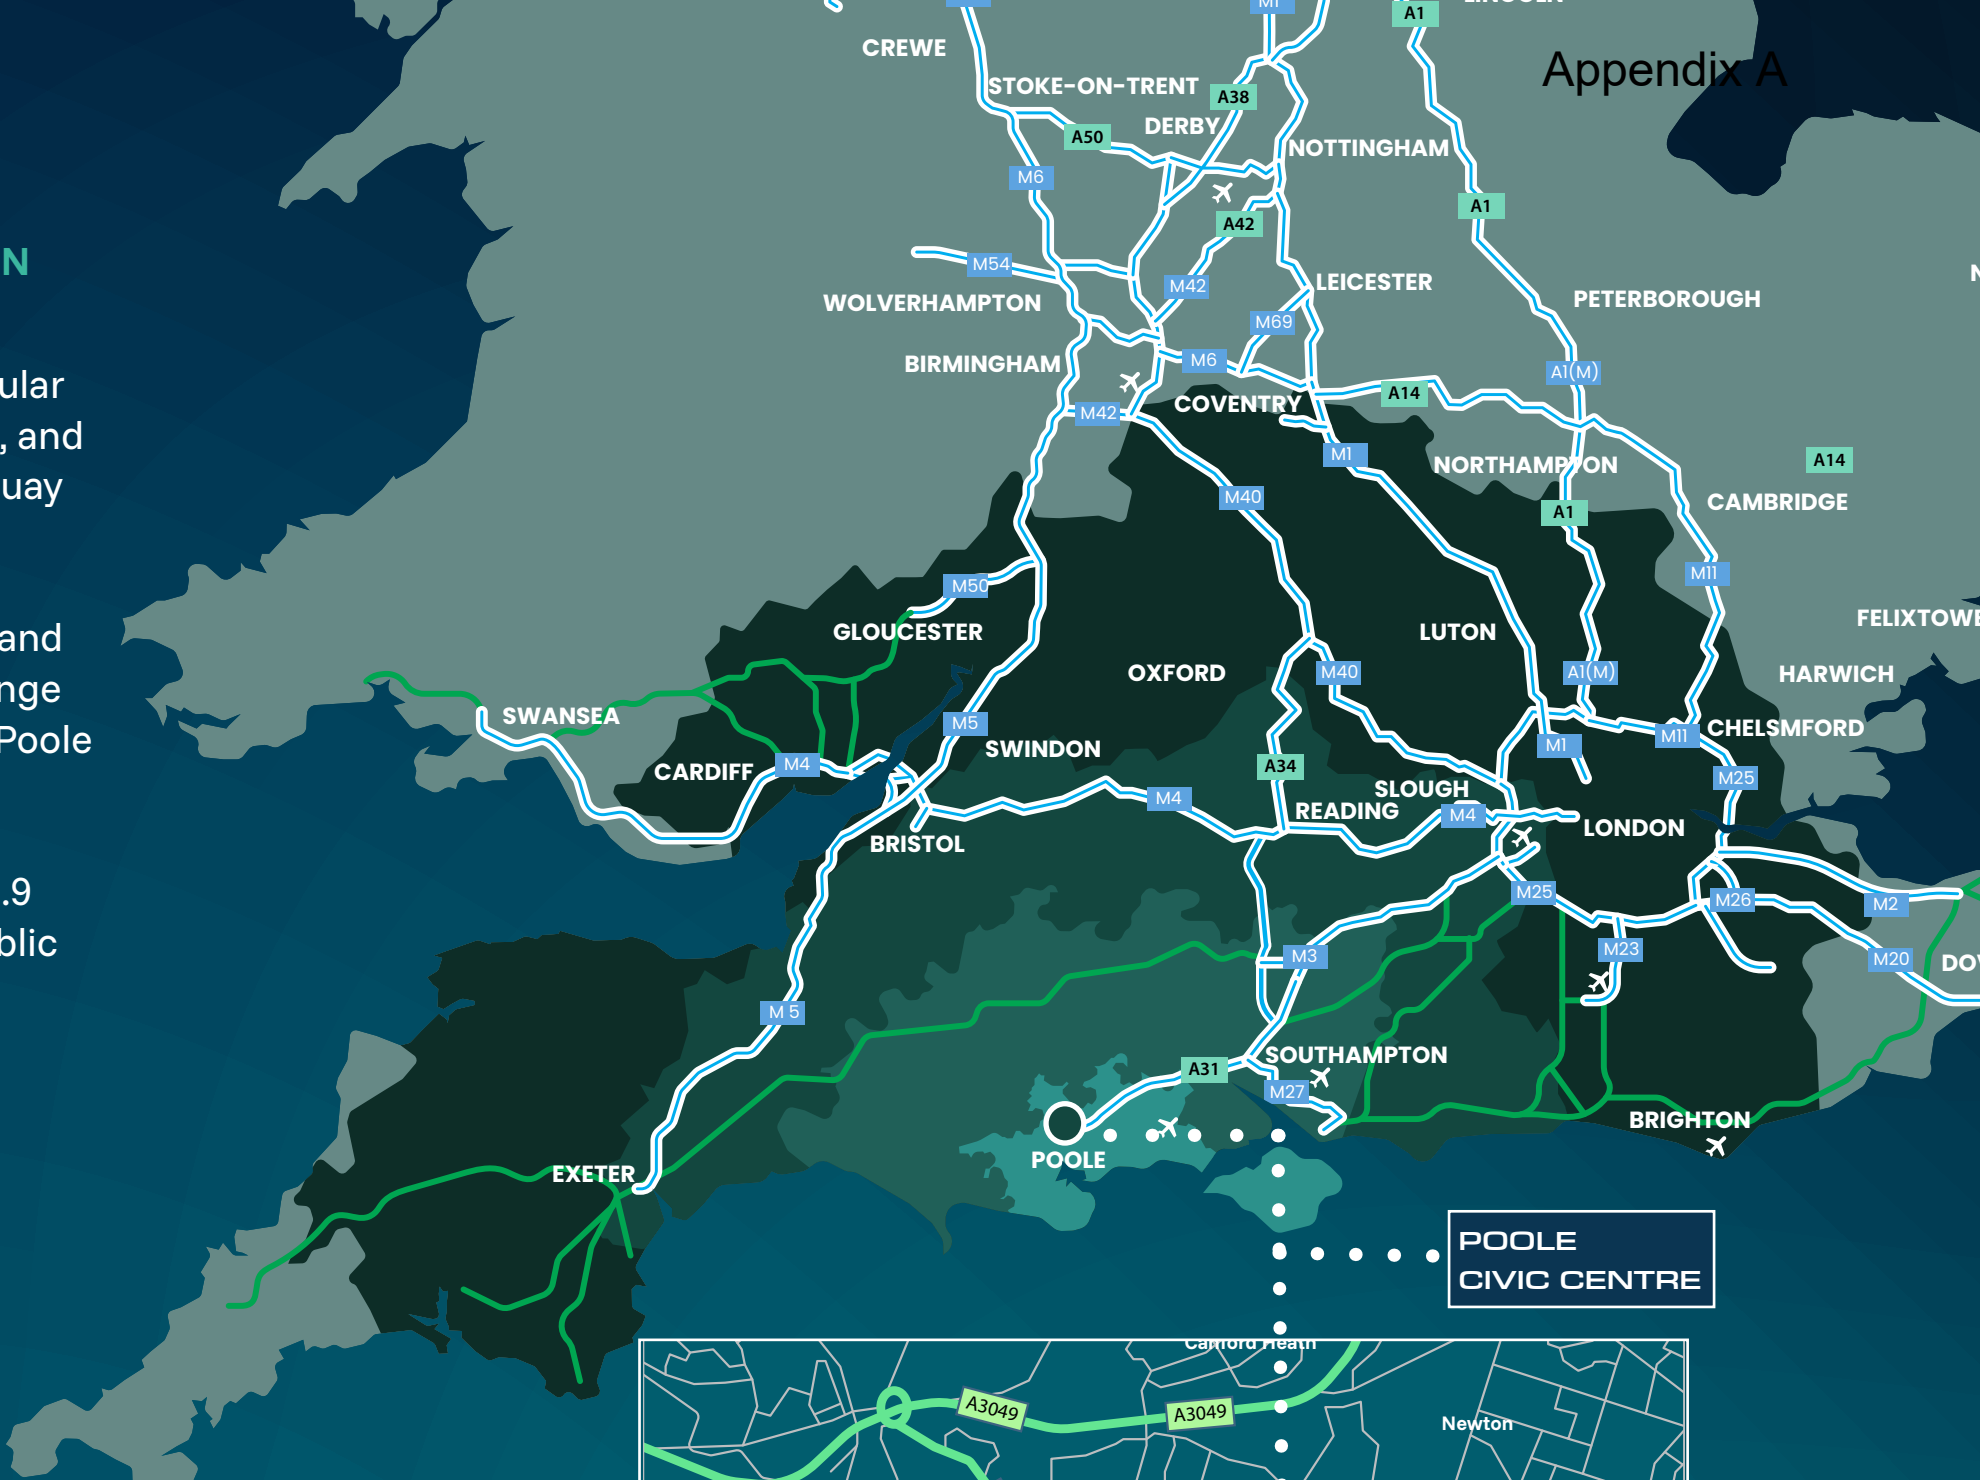 Appendix A
N
ular
, and
uay
and
nge
Poole
.9
blic
M1
A1
CREWE
STOKE-ON-TRENT
A38
DERBY
A50
NOTTINGHAM
M6
A1
A42
M54
M42
LEICESTER
WOLVERHAMPTON
PETERBOROUGH
M69
BIRMINGHAM
M6
A1(M)
A14
COVENTRY
M42
M1
NORTHAMPTON
A14
M40
CAMBRIDGE
A1
M11
M50
GLOUCESTER
LUTON
FELIXTOWE
OXFORD
M40
A1(M)
HARWICH
SWANSEA
M5
CHELSMFORD
M11
M1
SWINDON
CARDIFF
M4
A34
M25
SLOUGH
M4
READING
M4
LONDON
BRISTOL
M25
M26
M2
M3
M23
M20
DOV
M 5
SOUTHAMPTON
A31
M27
BRIGHTON
POOLE
EXETER
POOLE
CIVIC CENTRE
Canford Heath
A3049
A3049
Newton